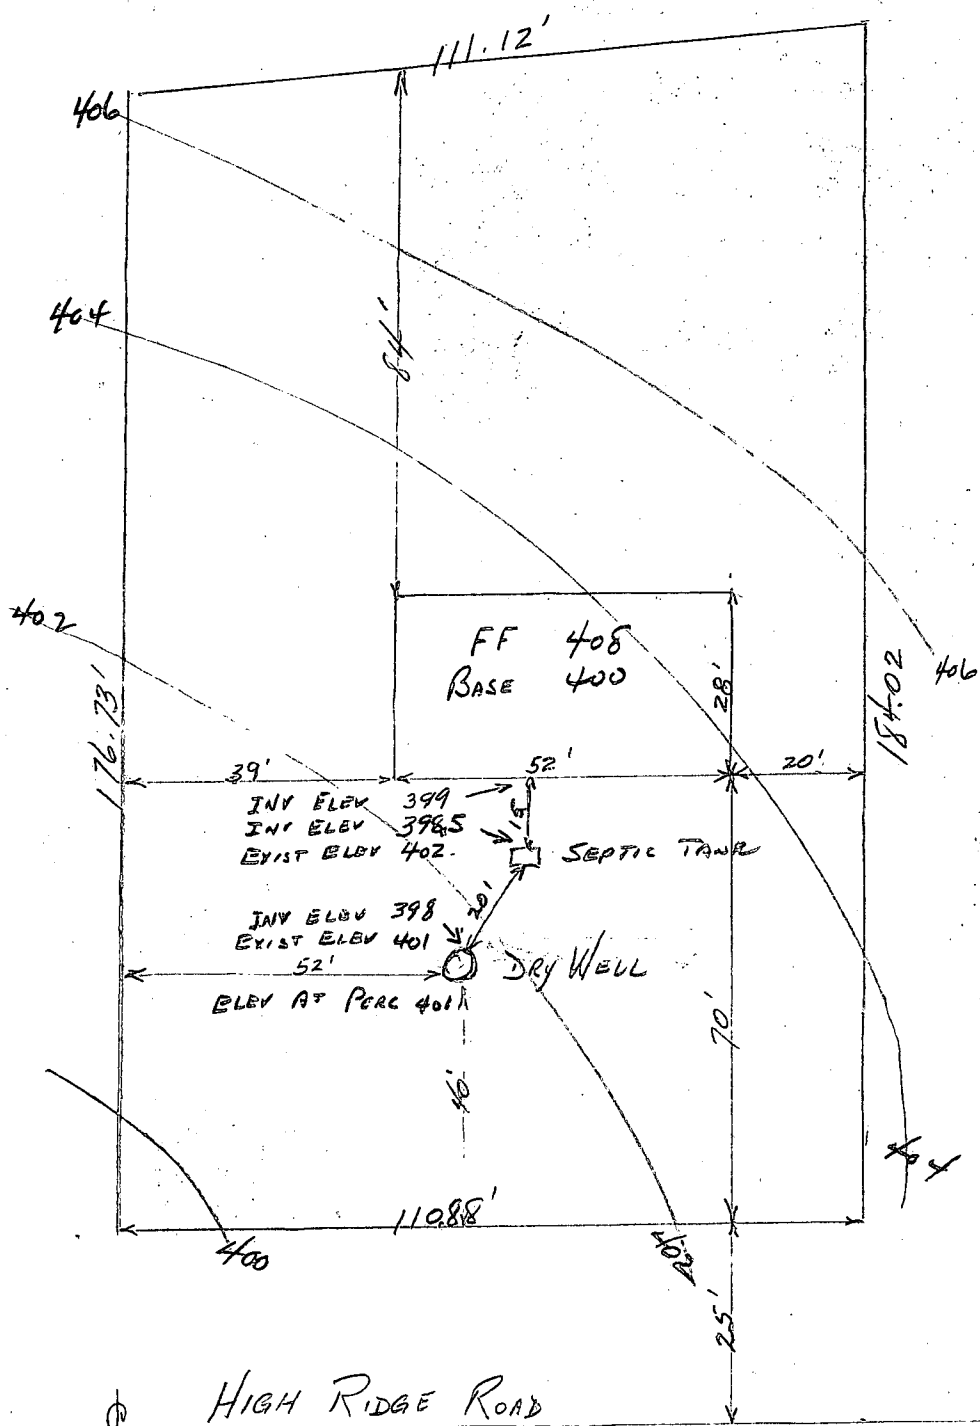 111.12'
406
84'
404
402
FF 408
BASE 400
28'
406
176.73'
184.02
39'
52'
20'
INV ELEV 399
INV ELEV 398.5
EXIST ELEV 402.
15'
SEPTIC TANK
20'
INV ELEV 398
EXIST ELEV 401
52'
DRY WELL
ELEV AT PERC 401
70'
40'
404
110.88'
400
402
25'
HIGH RIDGE ROAD